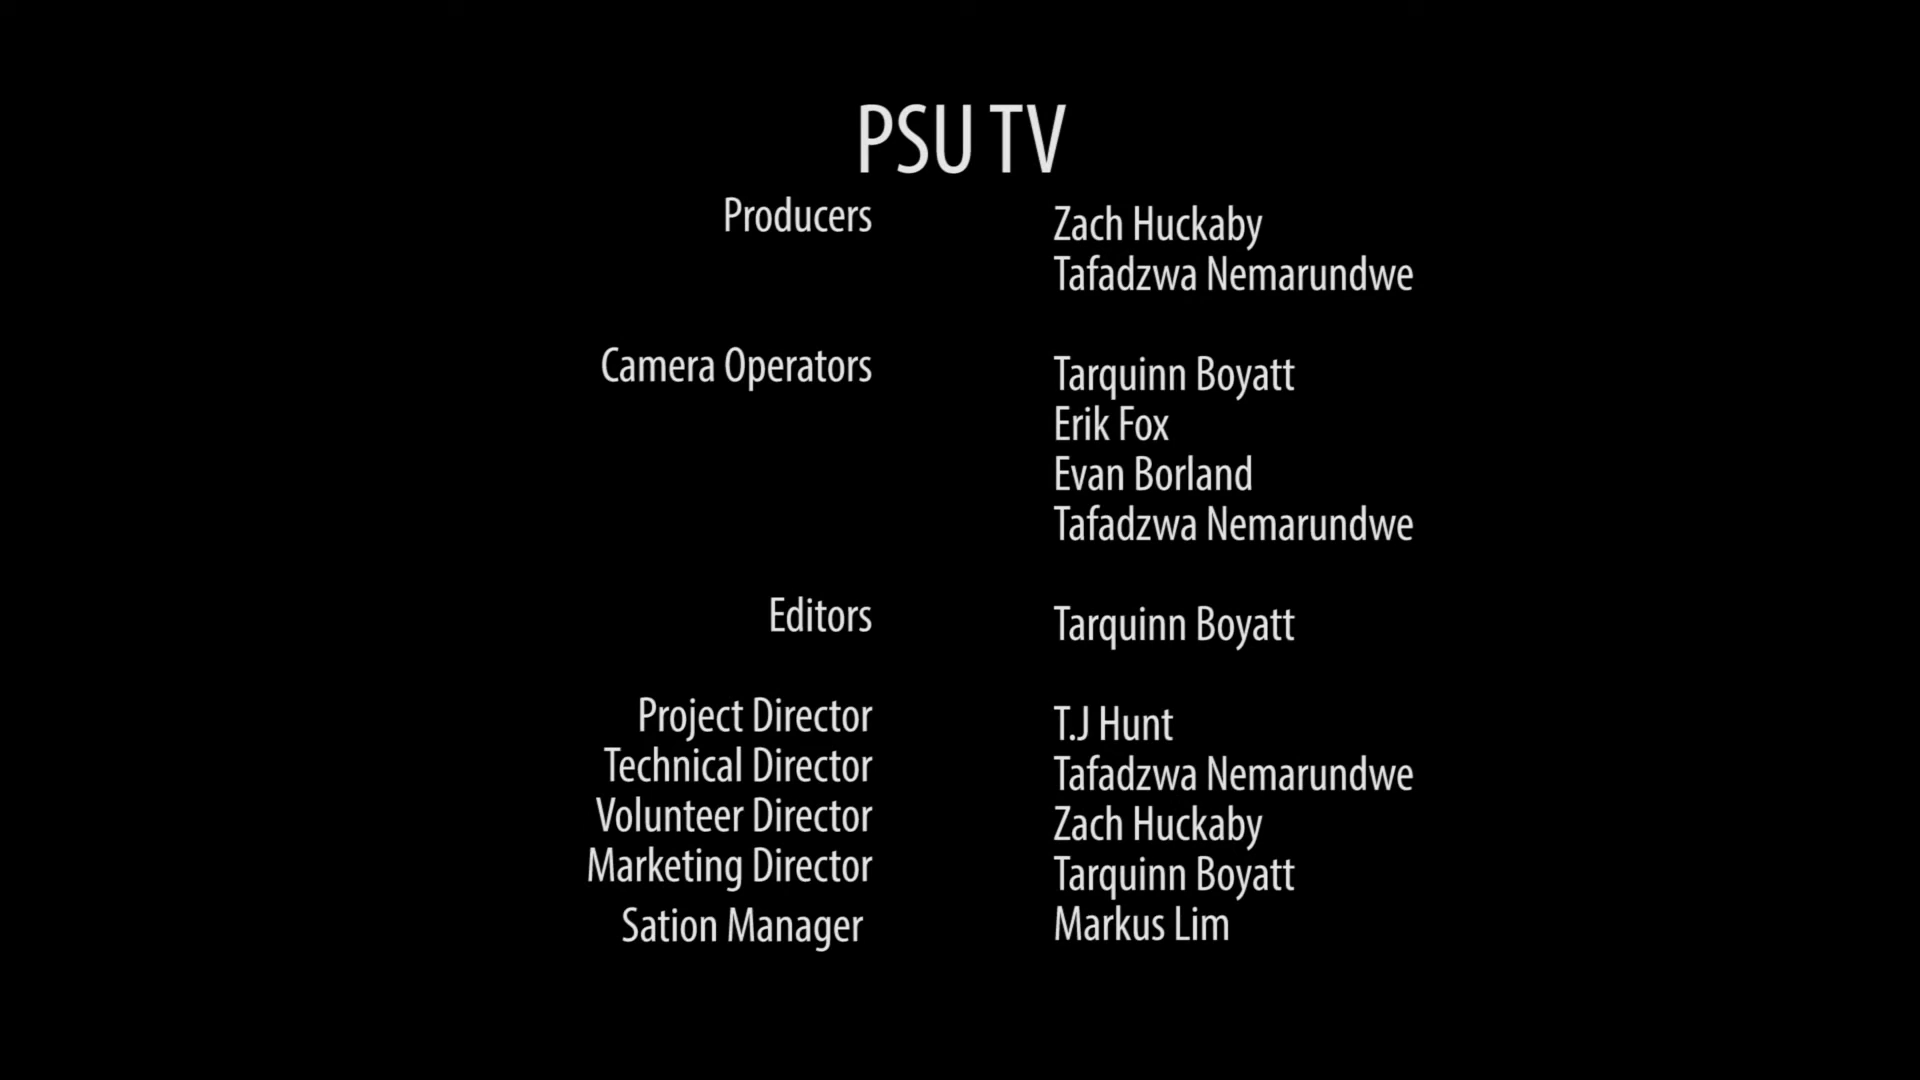 PSU TV
Producers Zach Huckaby
Tafadzwa Nemarundwe
Camera Operators Tarquinn Boyatt
Erik Fox
Evan Borland
Tafadzwa Nemarundwe
Editors Tarquinn Boyatt
Project Director T.J Hunt
Technical Director Tafadzwa Nemarundwe
Volunteer Director Zach Huckaby
Marketing Director Tarquinn Boyatt
Sation Manager Markus Lim